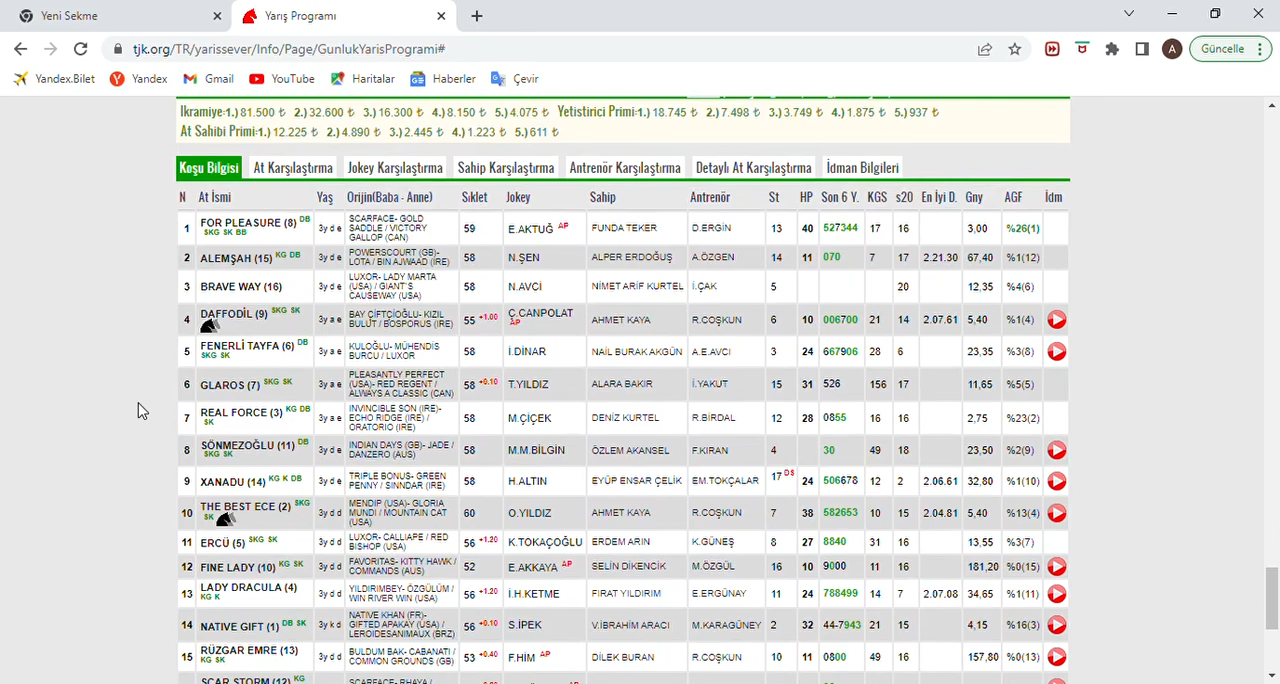 Yeni Sekme
Yarış Programı
tjk.org/TR/yarissever/Info/Page/GunlukYarisProgrami#
A
Güncelle
Yandex.Bilet
Yandex
Gmail
YouTube
Haritalar
Haberler
Çevir
Ikramiye:1.) 81.500 ₺ 2.) 32.600 ₺ 3.) 16.300 ₺ 4.) 8.150 ₺ 5.) 4.075 ₺ Yetistirici Primi:1.) 18.745 ₺ 2.) 7.498 ₺ 3.) 3.749 ₺ 4.) 1.875 ₺ 5.) 937 ₺
At Sahibi Primi:1.) 12.225 ₺ 2.) 4.890 ₺ 3.) 2.445 ₺ 4.) 1.223 ₺ 5.) 611 ₺
Koşu Bilgisi At Karşılaştırma Jokey Karşılaştırma Sahip Karşılaştırma Antrenör Karşılaştırma Detaylı At Karşılaştırma İdman Bilgileri
N At İsmi Yaş Orijin(Baba - Anne) Sıklet Jokey Sahip Antrenör St HP Son 6 Y. KGS s20 En İyi D. Gny AGF İdm
1 FOR PLEASURE (8) DB SKG SK BB 3y d e SCARFACE- GOLD SADDLE / VICTORY GALLOP (CAN) 59 E.AKTUĞ AP FUNDA TEKER D.ERGİN 13 40 527344 17 16 3,00 %26(1)
2 ALEMŞAH (15) KG DB 3y d e POWERSCOURT (GB)- LOTA / BIN AJWAAD (IRE) 58 N.ŞEN ALPER ERDOĞUŞ A.ÖZGEN 14 11 070 7 17 2.21.30 67,40 %1(12)
3 BRAVE WAY (16) 3y d e LUXOR- LADY MARTA (USA) / GIANT'S CAUSEWAY (USA) 58 N.AVCİ NİMET ARİF KURTEL İ.ÇAK 5 20 12,35 %4(6)
4 DAFFODİL (9) SKG SK 3y a e BAY ÇİFTÇİOĞLU- KIZIL BULUT / BOSPORUS (IRE) 55 +1.00 Ç.CANPOLAT AP AHMET KAYA R.COŞKUN 6 10 006700 21 14 2.07.61 5,40 %1(4)
5 FENERLİ TAYFA (6) DB SKG SK 3y a e KULOĞLU- MÜHENDİS BURCU / LUXOR 58 İ.DİNAR NAİL BURAK AKGÜN A.E.AVCI 3 24 667906 28 6 23,35 %3(8)
6 GLAROS (7) SKG SK 3y a e PLEASANTLY PERFECT (USA)- RED REGENT / ALWAYS A CLASSIC (CAN) 58 +0.10 T.YILDIZ ALARA BAKIR İ.YAKUT 15 31 526 156 17 11,65 %5(5)
7 REAL FORCE (3) KG DB SK 3y a e INVINCIBLE SON (IRE)- ECHO RIDGE (IRE) / ORATORIO (IRE) 58 M.ÇİÇEK DENİZ KURTEL R.BİRDAL 12 28 0855 16 16 2,75 %23(2)
8 SÖNMEZOĞLU (11) DB SKG SK 3y d e INDIAN DAYS (GB)- JADE / DANZERO (AUS) 58 M.M.BİLGİN ÖZLEM AKANSEL F.KIRAN 4 30 49 18 23,50 %2(9)
9 XANADU (14) KG K DB 3y d e TRIPLE BONUS- GREEN PENNY / SINNDAR (IRE) 58 H.ALTIN EYÜP ENSAR ÇELİK EM.TOKÇALAR 17 DS 24 506678 12 2 2.06.61 32,80 %1(10)
10 THE BEST ECE (2) SKG SK 3y d d MENDIP (USA)- GLORIA MUNDI / MOUNTAIN CAT (USA) 60 O.YILDIZ AHMET KAYA R.COŞKUN 7 38 582653 10 15 2.04.81 5,40 %13(4)
11 ERCÜ (5) SKG SK 3y d d LUXOR- CALLIAPE / RED BISHOP (USA) 56 +1.20 K.TOKAÇOĞLU ERDEM ARIN K.GÜNEŞ 8 27 8840 31 16 13,55 %3(7)
12 FINE LADY (10) KG SK 3y d d FAVORITAS- KITTY HAWK / COMMANDS (AUS) 52 E.AKKAYA AP SELİN DİKENCİK M.ÖZGÜL 16 10 9000 11 16 181,20 %0(15)
13 LADY DRACULA (4) KG K 3y d d YILDIRIMBEY- ÖZGÜLÜM / WIN RIVER WIN (USA) 56 +1.20 İ.H.KETME FIRAT YILDIRIM E.ERGÜNAY 11 24 788499 14 7 2.07.08 34,65 %1(11)
14 NATIVE GIFT (1) DB SK 3y k d NATIVE KHAN (FR)- GIFTED APAKAY (USA) / LEROIDESANIMAUX (BRZ) 56 +0.10 S.İPEK V.İBRAHİM ARACI M.KARAGÜNEY 2 32 44-7943 21 15 4,15 %16(3)
15 RÜZGAR EMRE (13) KG SK 3y d d BULDUM BAK- CABANATI / COMMON GROUNDS (GB) 53 +0.40 F.HİM AP DİLEK BURAN R.COŞKUN 10 11 0800 49 16 157,80 %0(13)
SCAR STORM (12) KG SCARFACE- RHAYA /